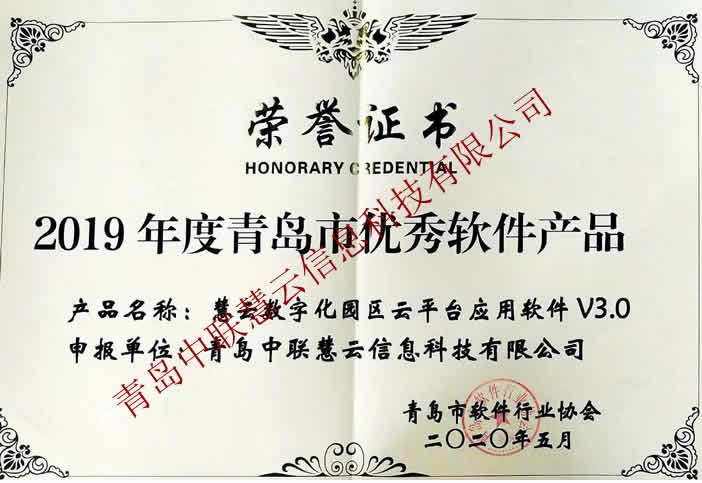 荣誉证书
HONORARY CREDENTIAL
2019年度青岛市优秀软件产品
产品名称：慧云数字化园区云平台应用软件V3.0
申报单位：青岛中联慧云信息科技有限公司
青岛市软件行业协会
二〇二〇年五月
青岛中联慧云信息科技有限公司